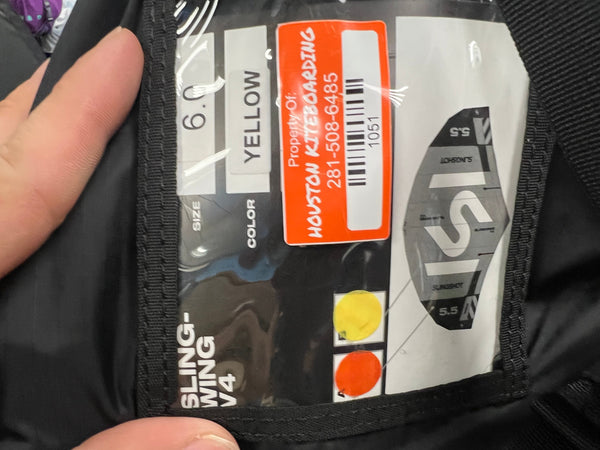 SIZE
6.0
COLOR
YELLOW
Property Of:
HOUSTON KITEBOARDING
281-508-6485
1051
SLING-
WING
V4
5.5
SLINGSHOT
SLINGSHOT
5.5